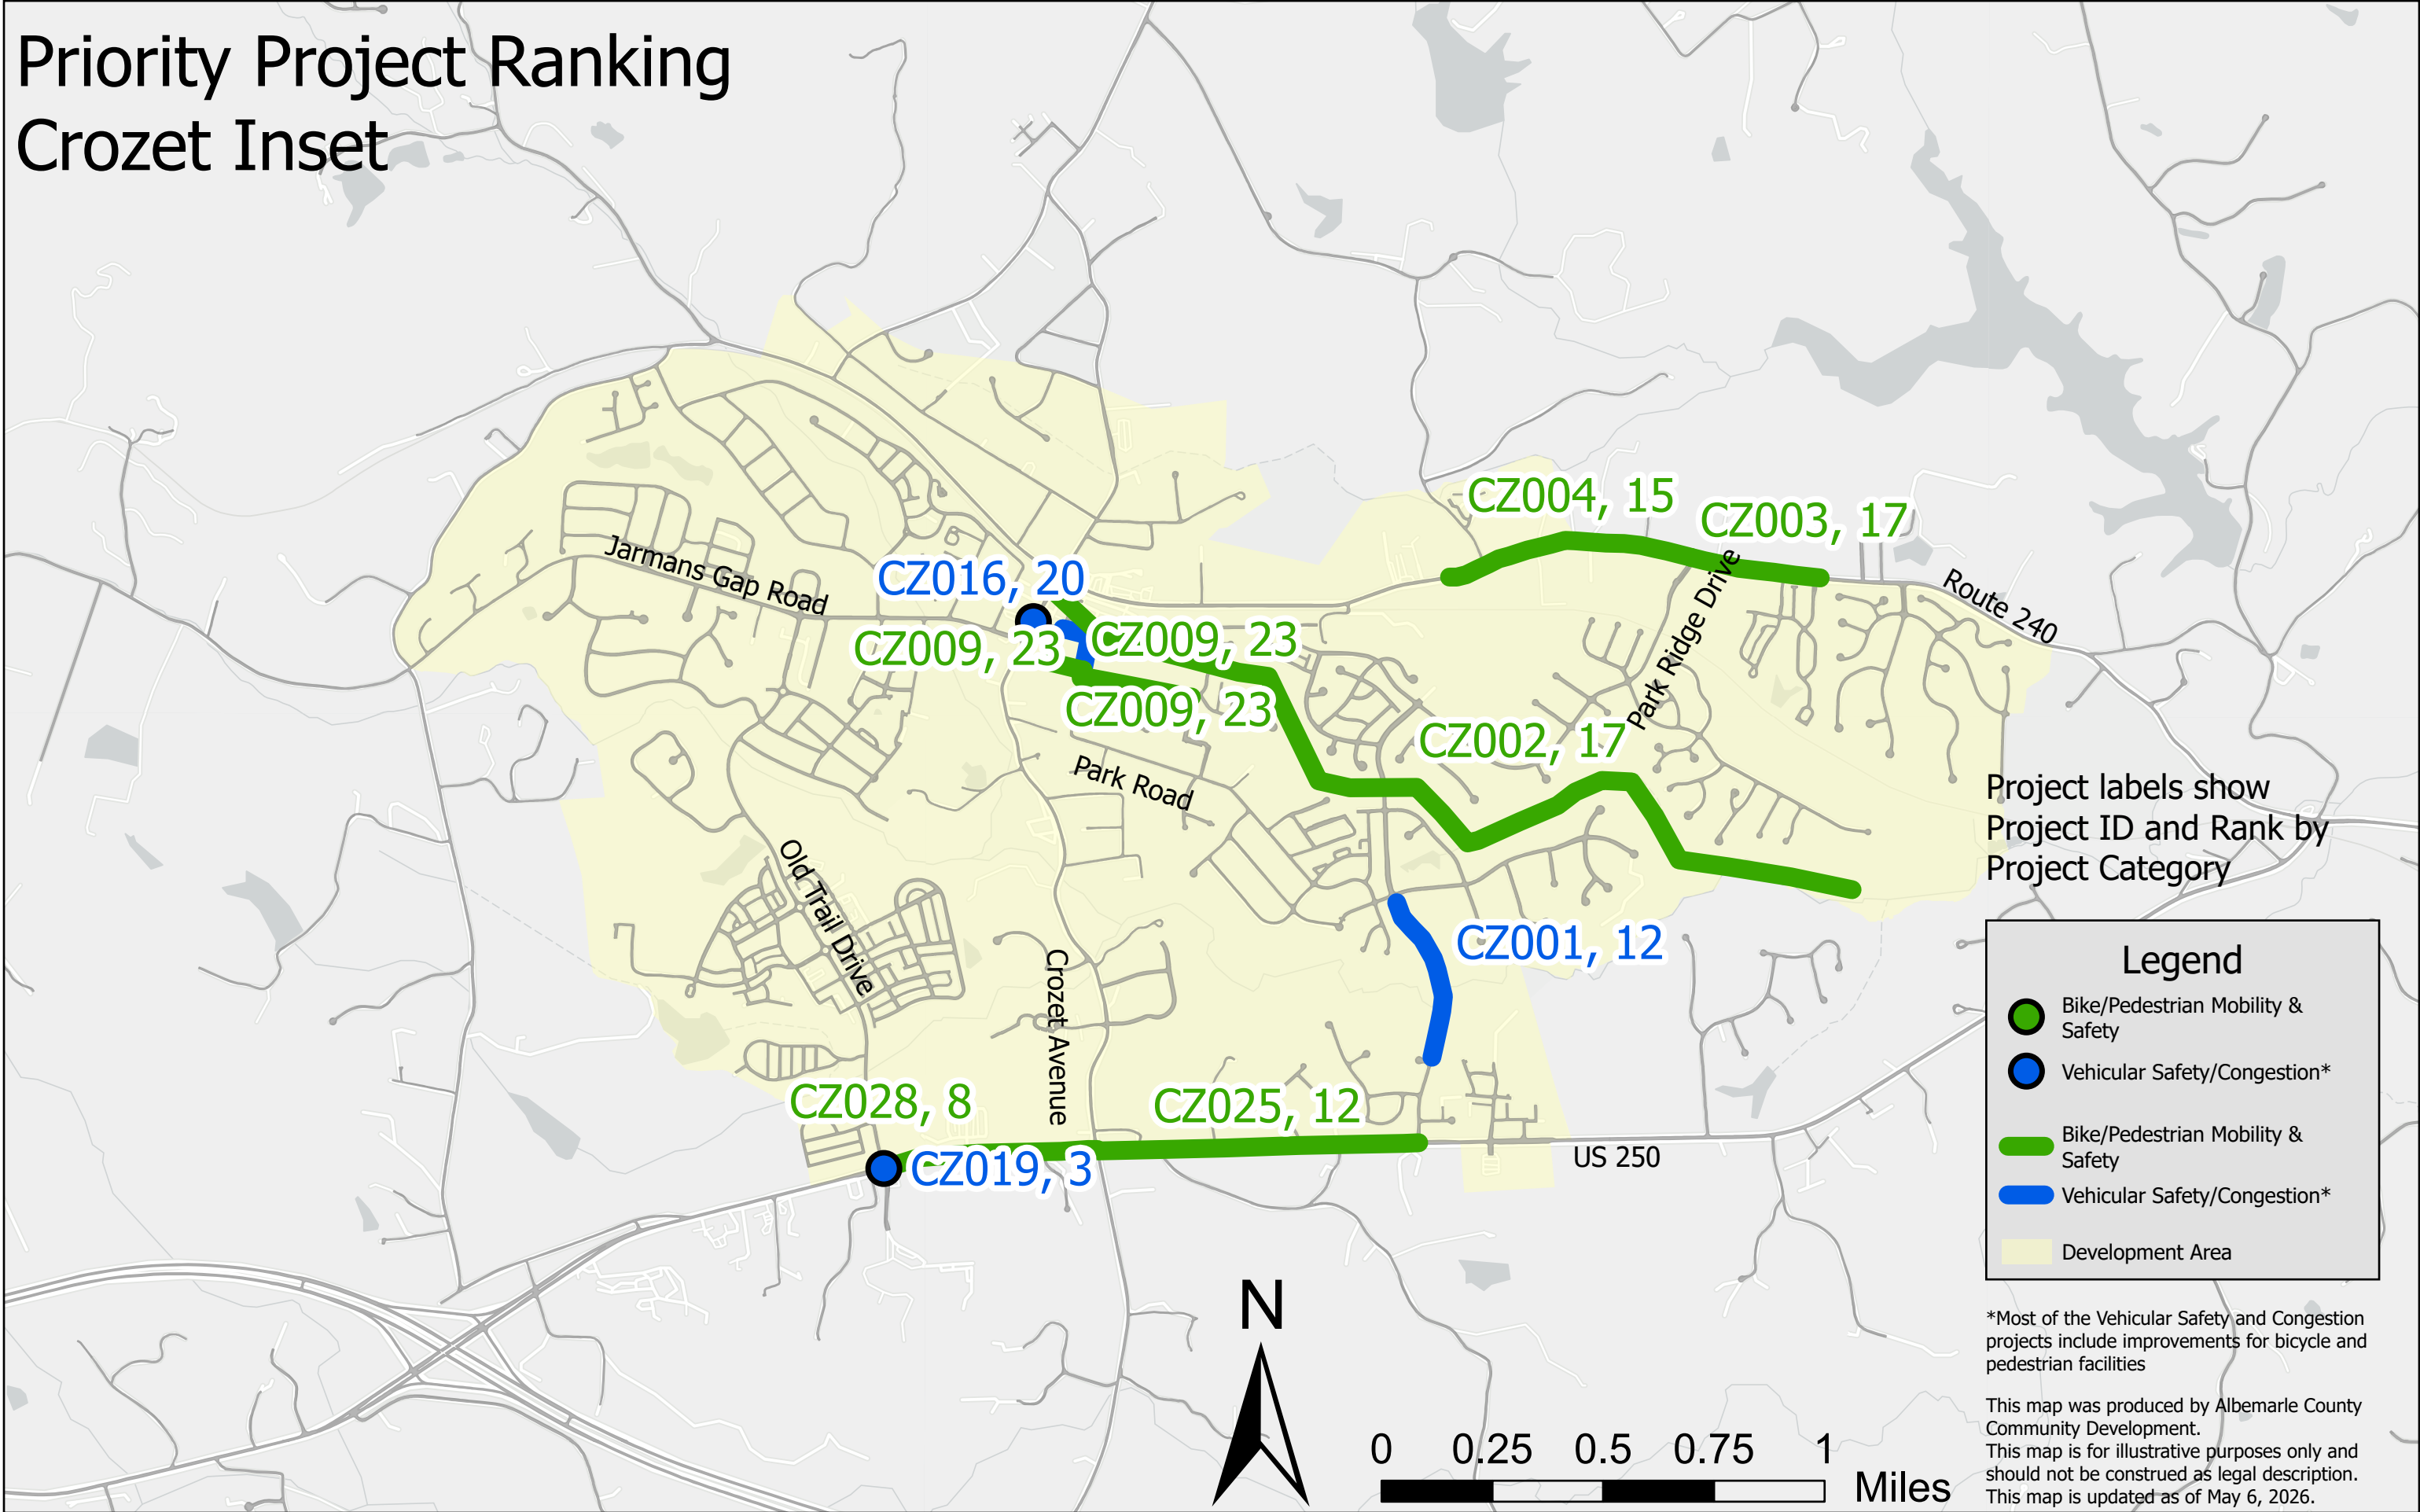 Priority Project Ranking
Crozet Inset
CZ004, 15
CZ003, 17
Jarmans Gap Road
CZ016, 20
Route 240
CZ009, 23
CZ009, 23
Park Ridge Drive
CZ009, 23
CZ002, 17
Park Road
Project labels show
Project ID and Rank by
Project Category
Old Trail Drive
CZ001, 12
Crozet Avenue
CZ028, 8
CZ025, 12
US 250
CZ019, 3
Legend
Bike/Pedestrian Mobility &
Safety
Vehicular Safety/Congestion*
Bike/Pedestrian Mobility &
Safety
Vehicular Safety/Congestion*
Development Area
N
0 0.25 0.5 0.75 1
Miles
*Most of the Vehicular Safety and Congestion
projects include improvements for bicycle and
pedestrian facilities
This map was produced by Albemarle County
Community Development.
This map is for illustrative purposes only and
should not be construed as legal description.
This map is updated as of May 6, 2026.